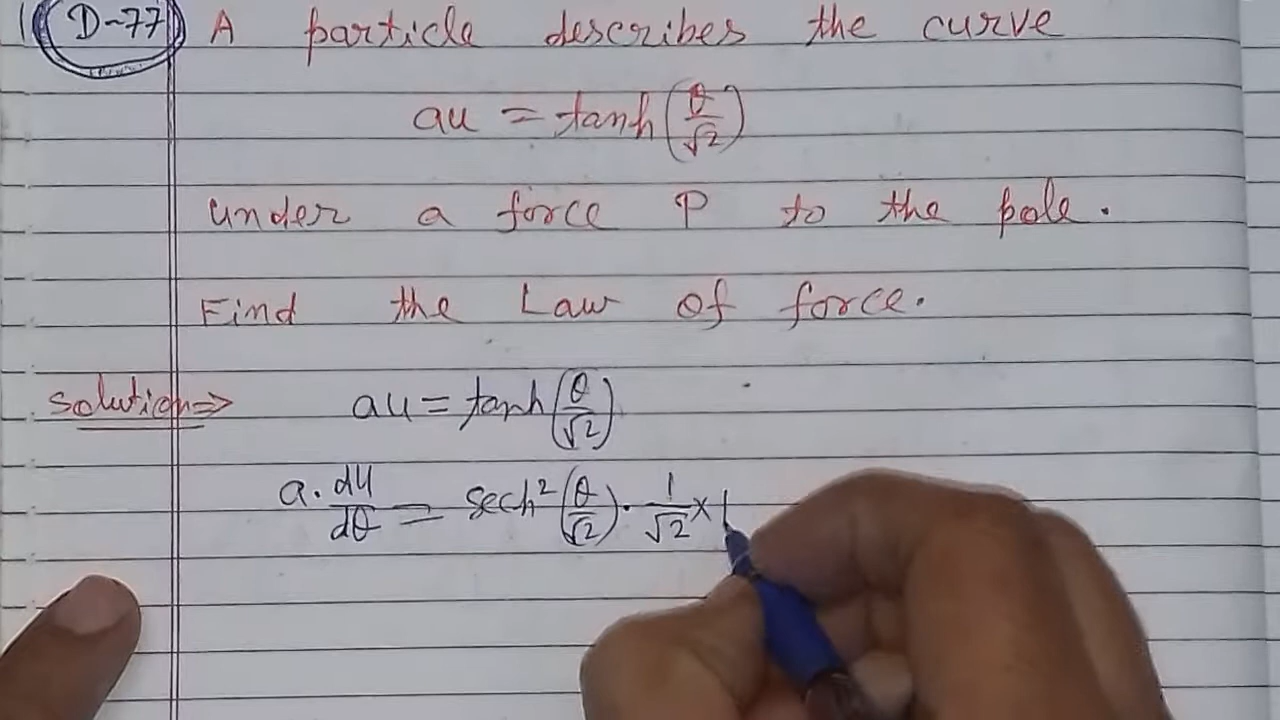 D-77 A particle describes the curve
au = tanh(θ/√2)
under a force P to the pole.
Find the Law of force.
Solution⇒ au = tanh(θ/√2)
a. du/dθ = sech²(θ/√2) · 1/√2 × 1